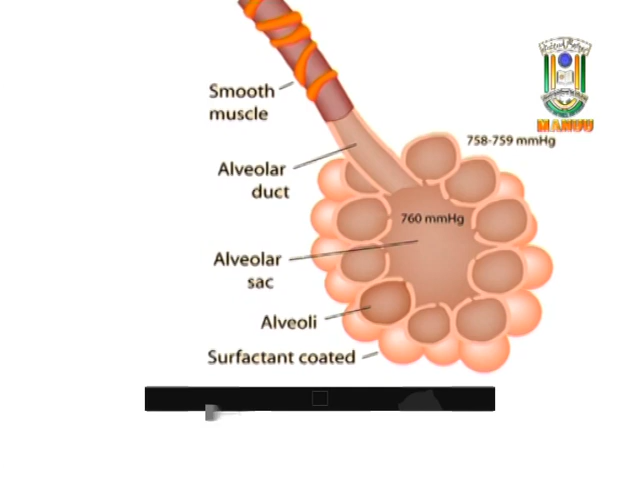 Smooth
muscle
758-759 mmHg
Alveolar
duct
760 mmHg
Alveolar
sac
Alveoli
Surfactant coated
MANUU